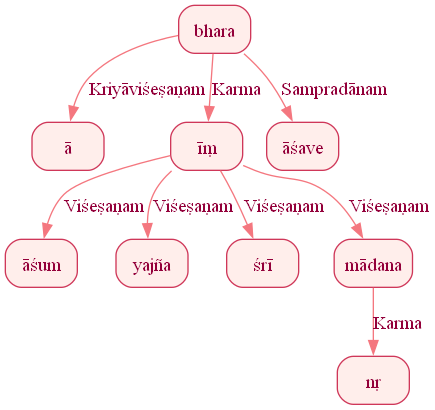 bhara
Kriyāviśeṣaṇam Karma Sampradānam
ā īṃ āśave
Viśeṣaṇam Viśeṣaṇam Viśeṣaṇam Viśeṣaṇam
āśum yajña śrī mādana
Karma
nṛ